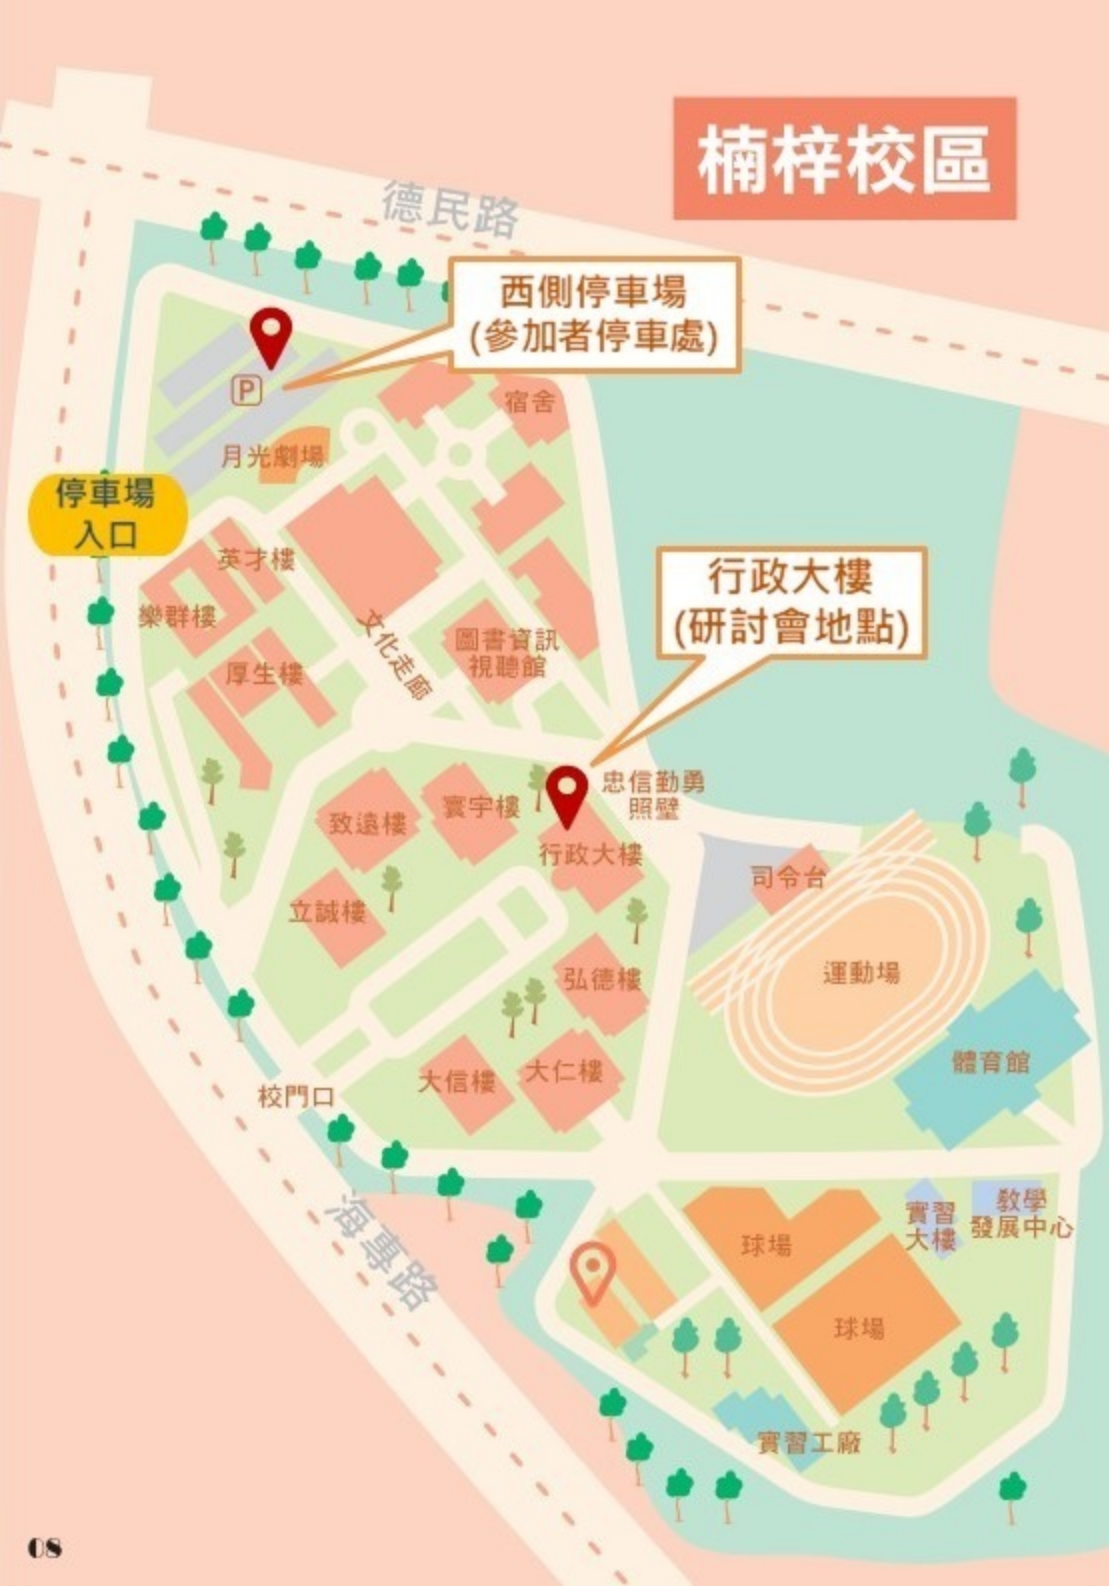 楠梓校區
德民路
西側停車場
(參加者停車處)
P
宿舍
月光劇場
停車場
入口
英才樓
樂群樓
厚生樓
文化走廊
圖書資訊
視聽館
行政大樓
(研討會地點)
忠信勤勇
照壁
致遠樓
寰宇樓
行政大樓
司令台
立誠樓
弘德樓
運動場
體育館
大信樓
大仁樓
校門口
海專路
實習
大樓
教學
發展中心
球場
球場
實習工廠
08